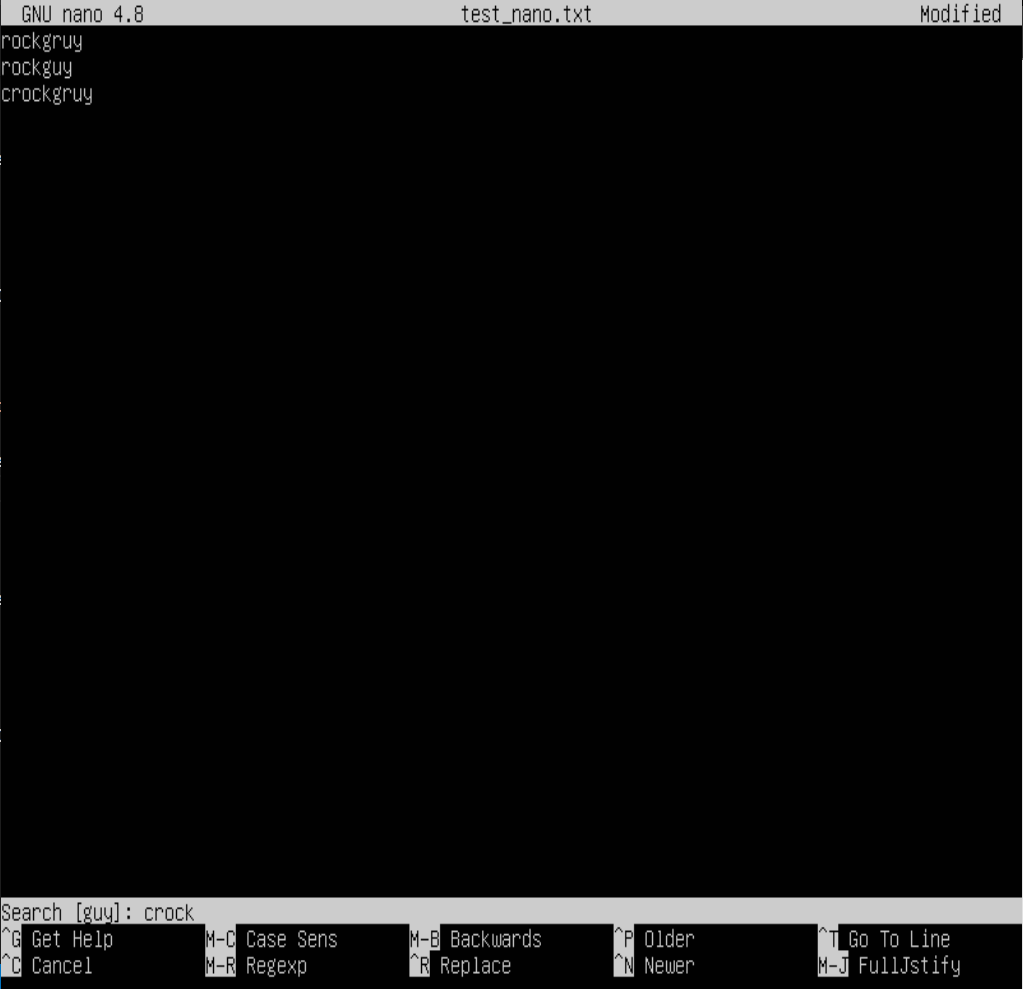 GNU nano 4.8 test_nano.txt Modified
rockgruy
rockguy
crockgruy
Search [guy]: crock
^G Get Help M-C Case Sens M-B Backwards ^P Older ^T Go To Line
^C Cancel M-R Regexp ^R Replace ^N Newer M-J FullJstify